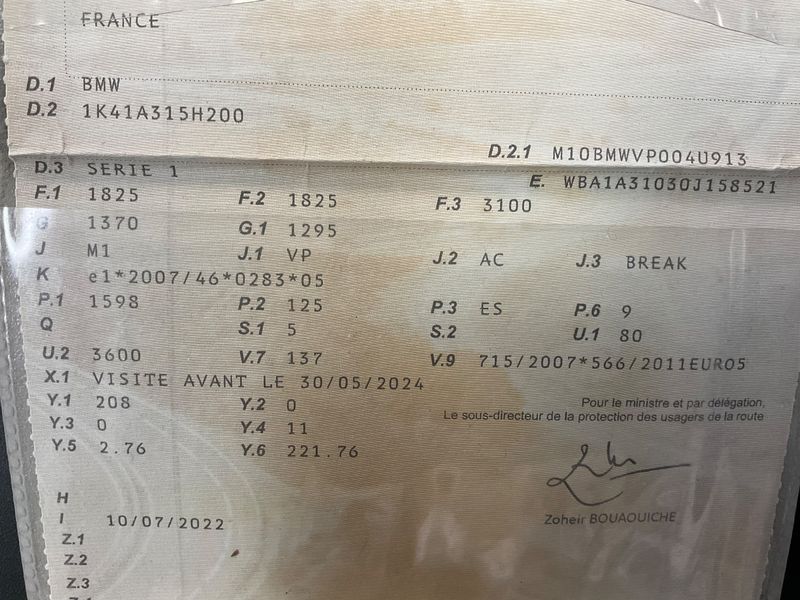 FRANCE
D.1 BMW
D.2 1K41A315H200
D.2.1 M10BMWVP004U913
D.3 SERIE 1
E. WBA1A31030J158521
F.1 1825 F.2 1825 F.3 3100
G 1370 G.1 1295
J M1 J.1 VP J.2 AC J.3 BREAK
K e1*2007/46*0283*05
P.1 1598 P.2 125 P.3 ES P.6 9
Q S.1 5 S.2 U.1 80
U.2 3600 V.7 137 V.9 715/2007*566/2011EURO5
X.1 VISITE AVANT LE 30/05/2024
Y.1 208 Y.2 0
Pour le ministre et par délégation,
Le sous-directeur de la protection des usagers de la route
Y.3 0 Y.4 11
Y.5 2.76 Y.6 221.76
H
I 10/07/2022
Zoheir BOUAOUICHE
Z.1
Z.2
Z.3